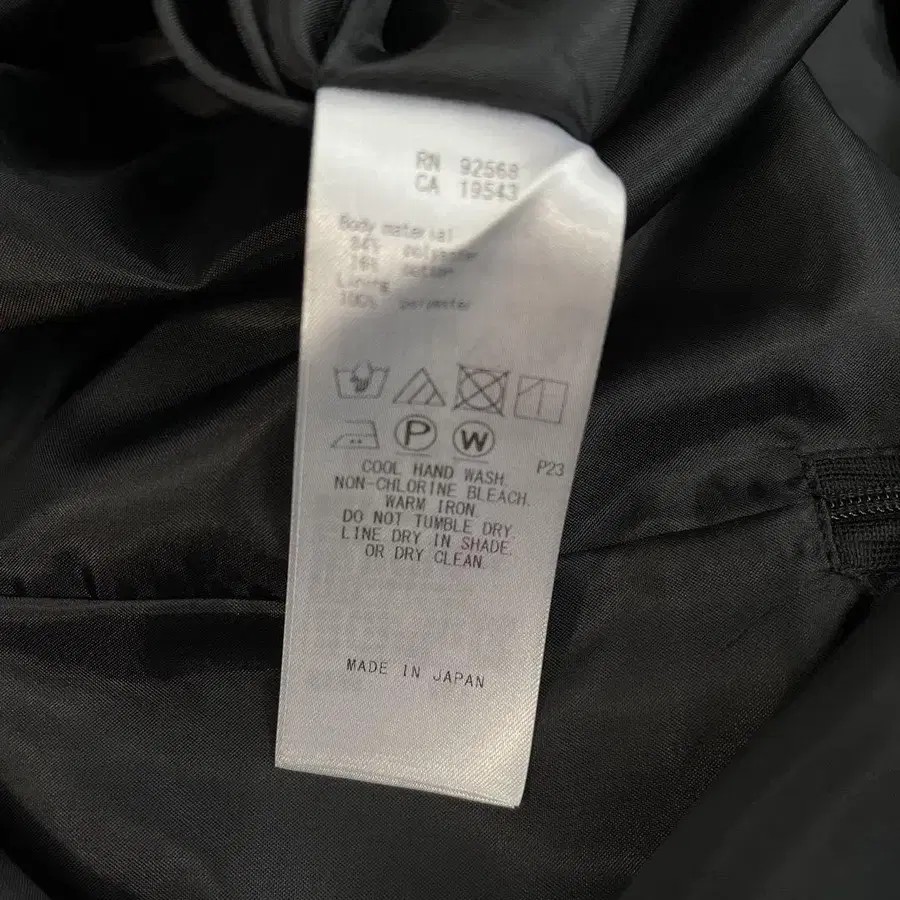 RN 92568
CA 19543
Body material
84% polyester
16% cotton
Lining
100% polyester
P W
P23
COOL HAND WASH.
NON-CHLORINE BLEACH.
WARM IRON.
DO NOT TUMBLE DRY.
LINE DRY IN SHADE.
OR DRY CLEAN.
MADE IN JAPAN